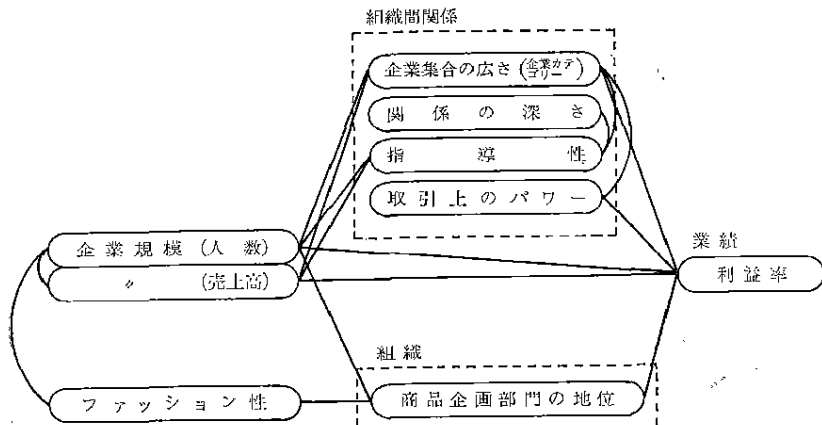 組織間関係
企業集合の広さ(企業カテゴリー)
関係の深さ
指導性
取引上のパワー
企業規模(人数)
〃 (売上高)
業績
利益率
組織
ファッション性
商品企画部門の地位